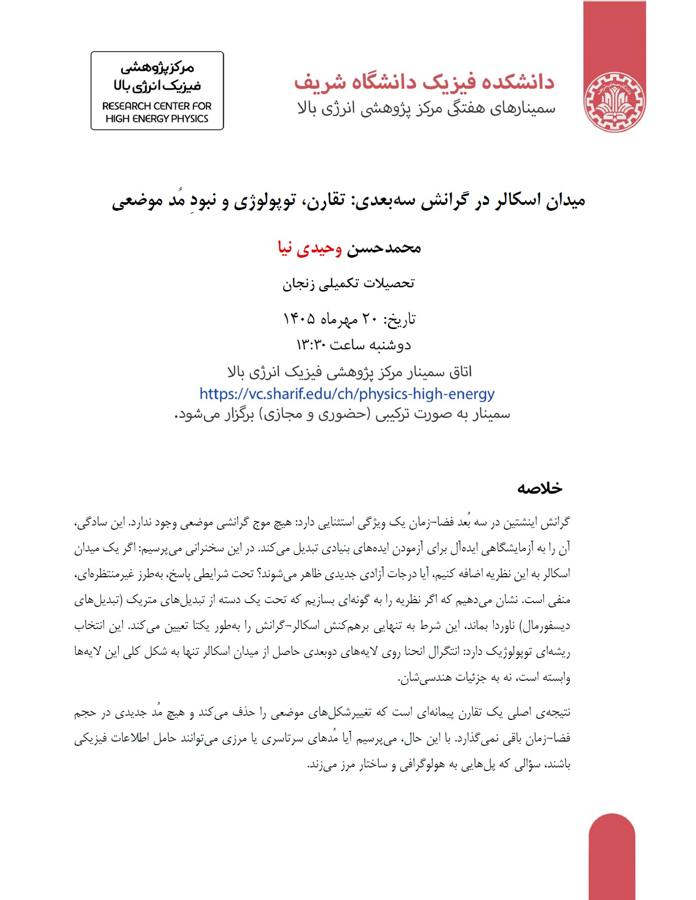 مرکز پژوهشی
فیزیک انرژی بالا
RESEARCH CENTER FOR
HIGH ENERGY PHYSICS
دانشکده فیزیک دانشگاه شریف
سمینارهای هفتگی مرکز پژوهشی انرژی بالا
میدان اسکالر در گرانش سه‌بعدی: تقارن، توپولوژی و نبودِ مُد موضعی
محمدحسن وحیدی نیا
تحصیلات تکمیلی زنجان
تاریخ: ۲۰ مهرماه ۱۴۰۵
دوشنبه ساعت ۱۳:۳۰
اتاق سمینار مرکز پژوهشی فیزیک انرژی بالا
https://vc.sharif.edu/ch/physics-high-energy
سمینار به صورت ترکیبی (حضوری و مجازی) برگزار می‌شود.
خلاصه
گرانش اینشتین در سه بُعد فضا-زمان یک ویژگی استثنایی دارد: هیچ موج گرانشی موضعی وجود ندارد. این سادگی،
آن را به آزمایشگاهی ایده‌آل برای آزمودن ایده‌های بنیادی تبدیل می‌کند. در این سخنرانی می‌پرسیم: اگر یک میدان
اسکالر به این نظریه اضافه کنیم، آیا درجات آزادی جدیدی ظاهر می‌شوند؟ تحت شرایطی پاسخ، به‌طرز غیرمنتظره‌ای،
منفی است. نشان می‌دهیم که اگر نظریه را به گونه‌ای بسازیم که تحت یک دسته از تبدیل‌های متریک (تبدیل‌های
دیسفورمال) ناوردا بماند، این شرط به تنهایی برهم‌کنش اسکالر-گرانش را به‌طور یکتا تعیین می‌کند. این انتخاب
ریشه‌ای توپولوژیک دارد: انتگرال انحنا روی لایه‌های دوبعدی حاصل از میدان اسکالر تنها به شکل کلی این لایه‌ها
وابسته است، نه به جزئیات هندسی‌شان.
نتیجه‌ی اصلی یک تقارن پیمانه‌ای است که تغییرشکل‌های موضعی را حذف می‌کند و هیچ مُد جدیدی در حجم
فضا-زمان باقی نمی‌گذارد. با این حال، می‌پرسیم آیا مُدهای سرتاسری یا مرزی می‌توانند حامل اطلاعات فیزیکی
باشند، سؤالی که پل‌هایی به هولوگرافی و ساختار مرز می‌زند.